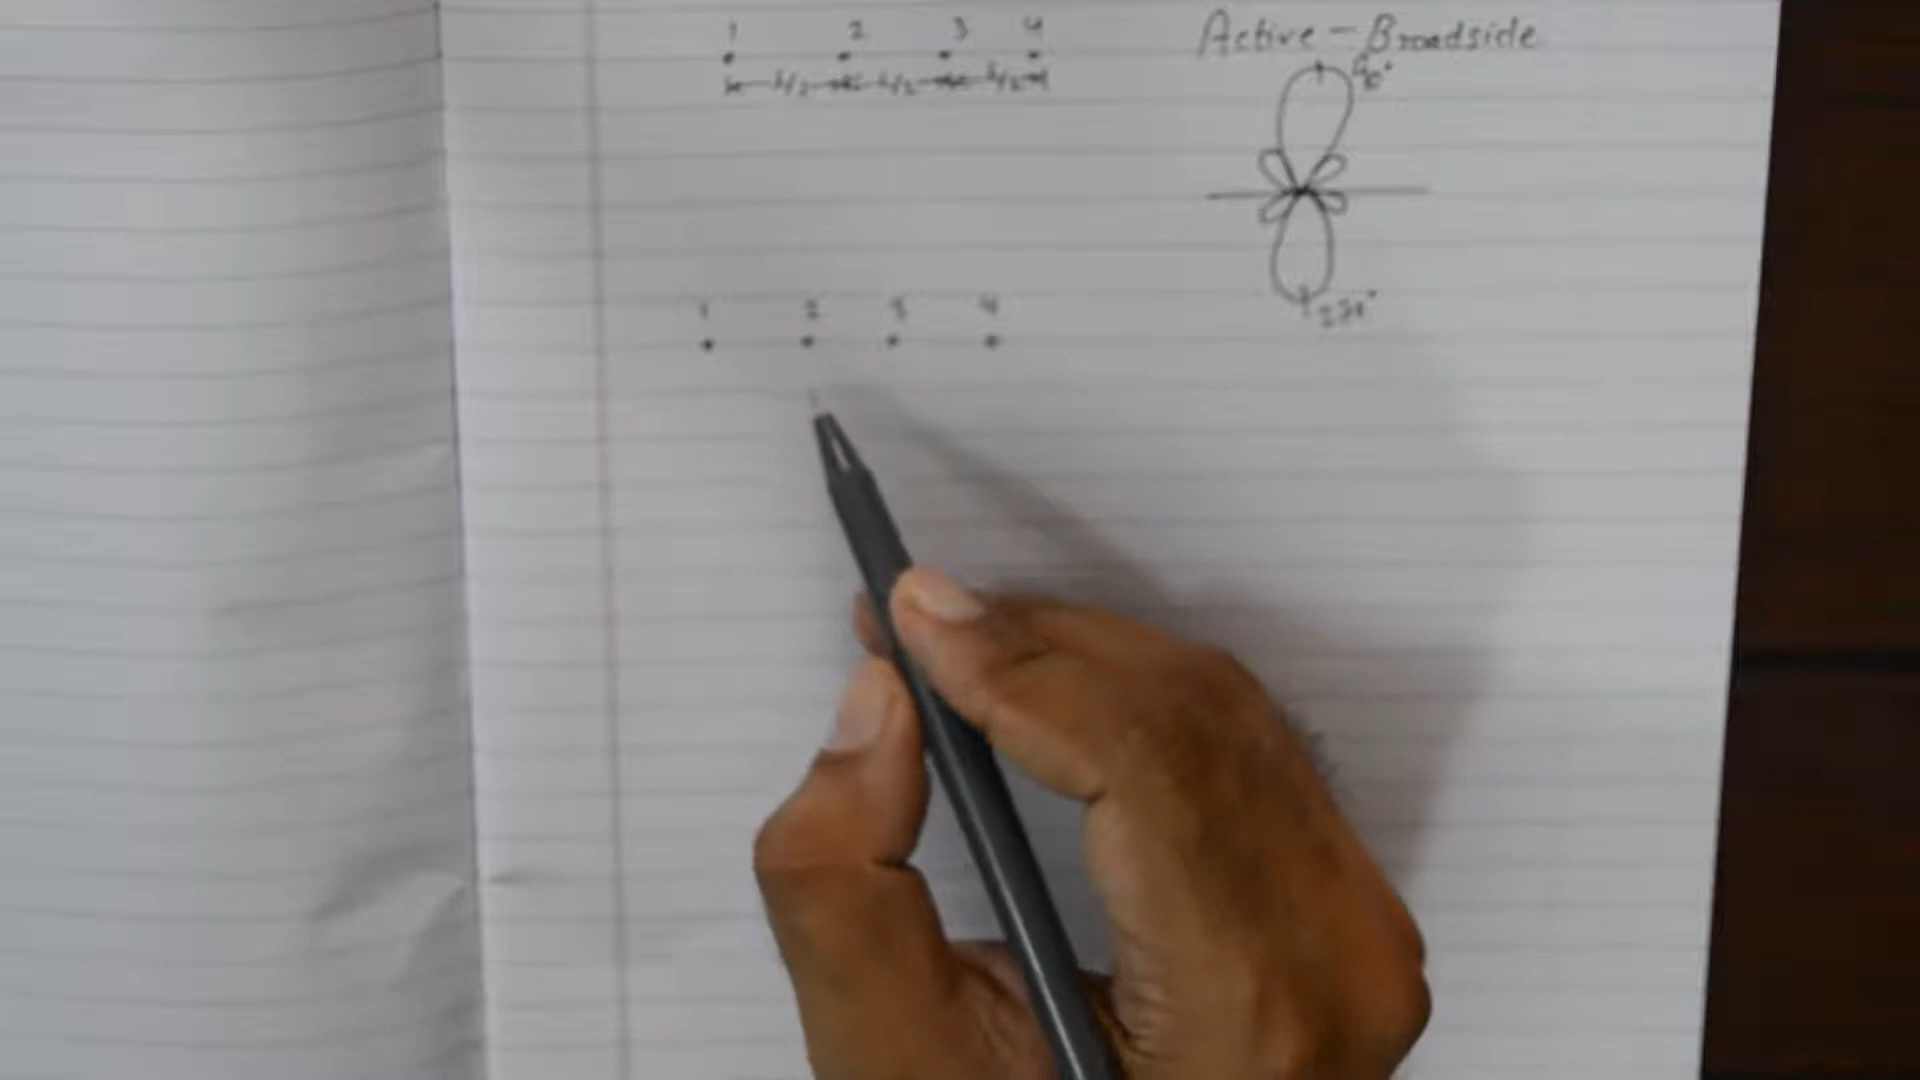 1 2 3 4
λ/2 λ/2 λ/2
Active - Broadside
90°
270°
1 2 3 4